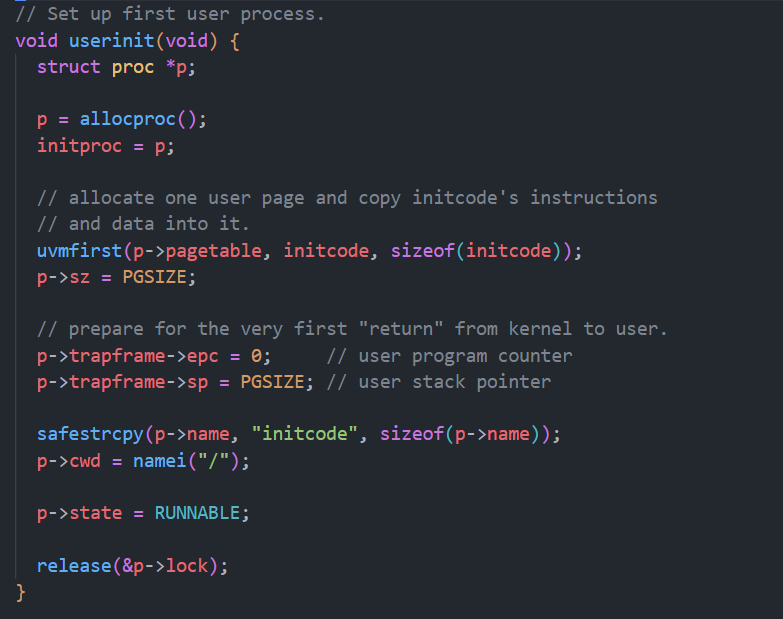 // Set up first user process.
void userinit(void) {
  struct proc *p;

  p = allocproc();
  initproc = p;

  // allocate one user page and copy initcode's instructions
  // and data into it.
  uvmfirst(p->pagetable, initcode, sizeof(initcode));
  p->sz = PGSIZE;

  // prepare for the very first "return" from kernel to user.
  p->trapframe->epc = 0;     // user program counter
  p->trapframe->sp = PGSIZE; // user stack pointer

  safestrcpy(p->name, "initcode", sizeof(p->name));
  p->cwd = namei("/");

  p->state = RUNNABLE;

  release(&p->lock);
}